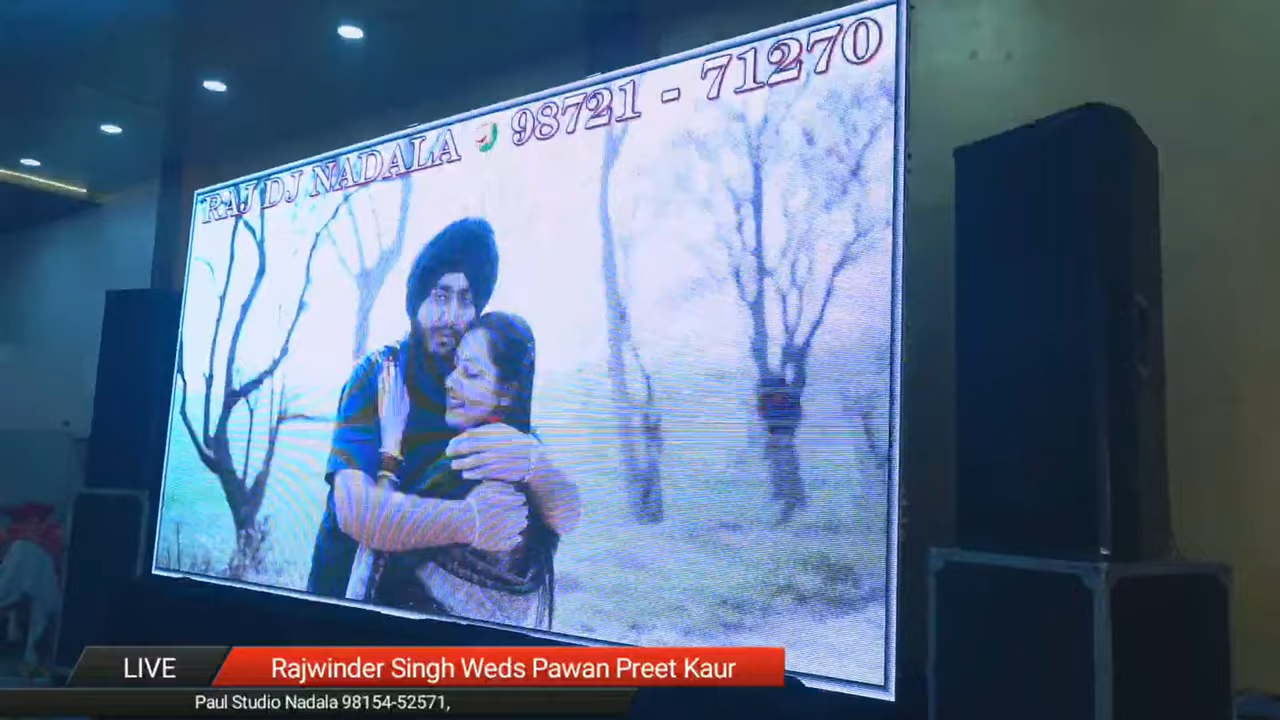 RAJ DJ NADALA 98721 - 71270
LIVE
Rajwinder Singh Weds Pawan Preet Kaur
Paul Studio Nadala 98154-52571,